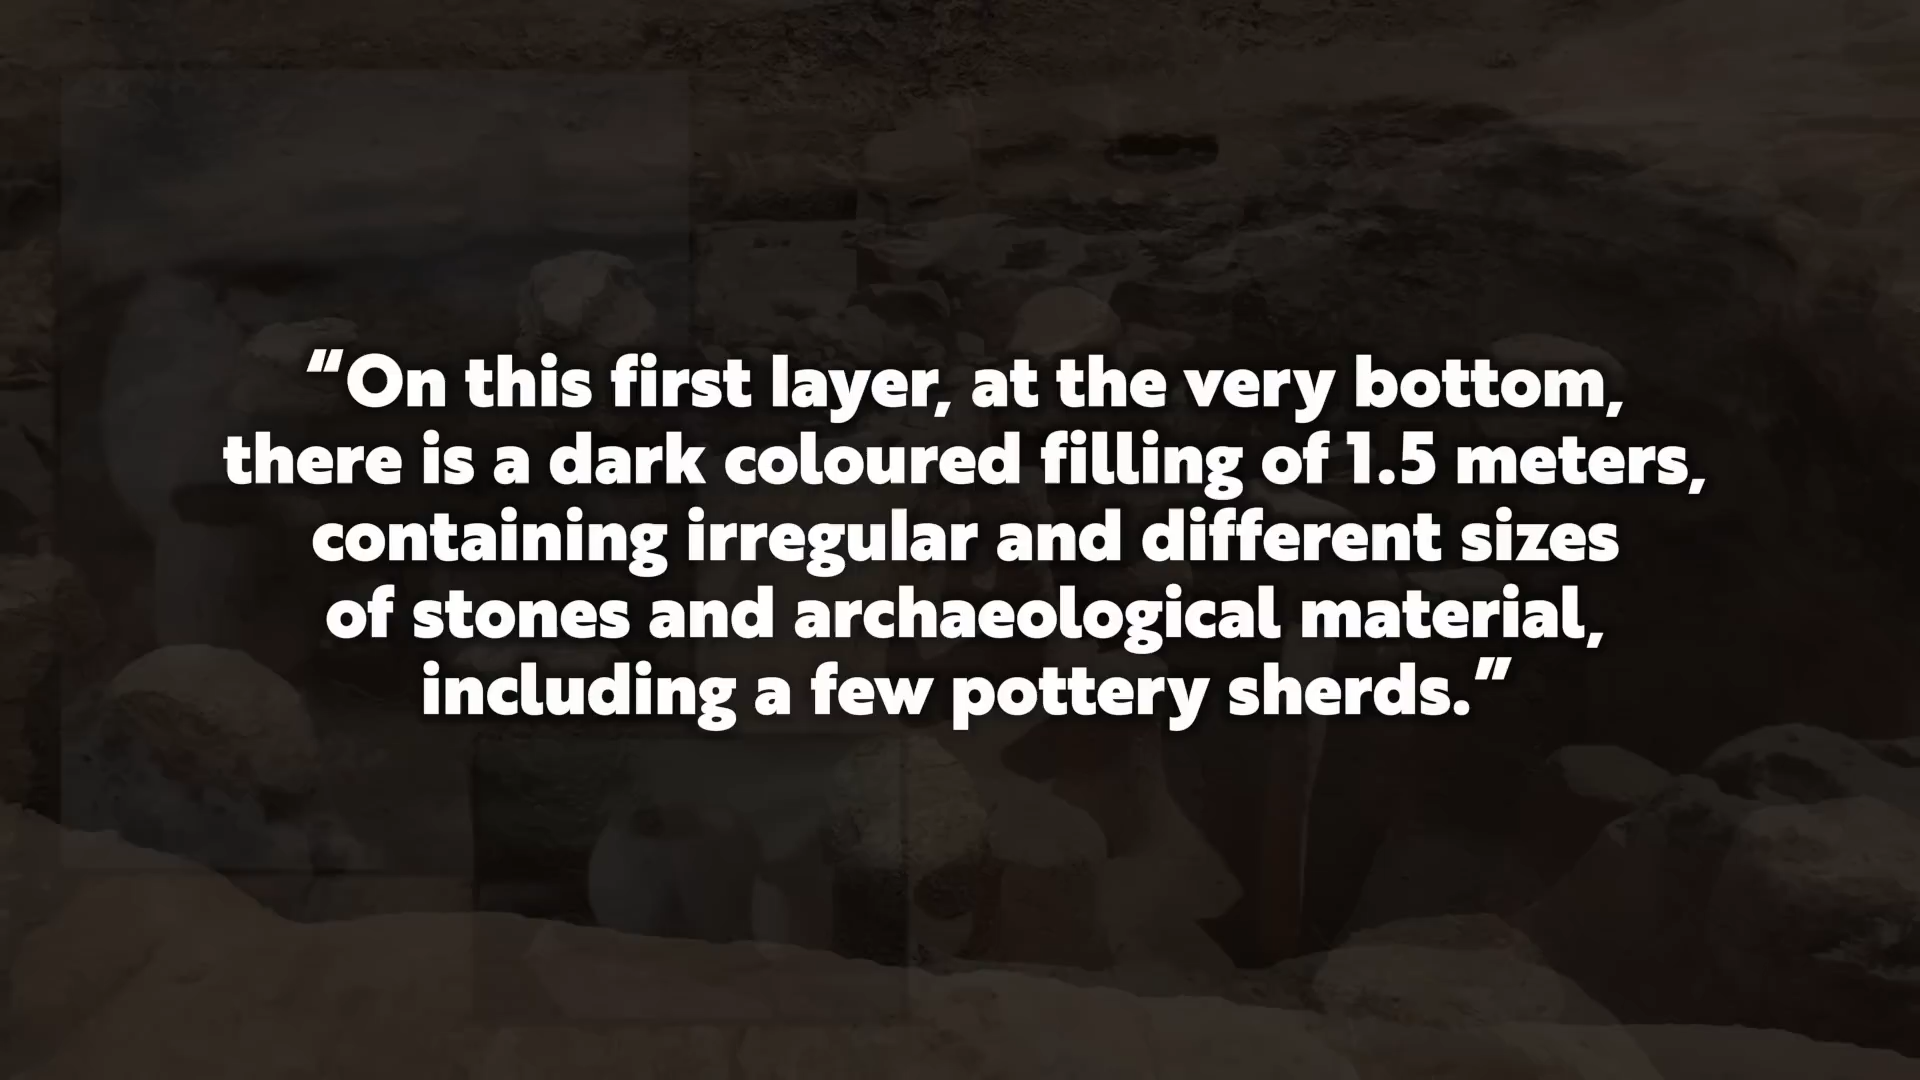 “On this first layer, at the very bottom,
there is a dark coloured filling of 1.5 meters,
containing irregular and different sizes
of stones and archaeological material,
including a few pottery sherds.”